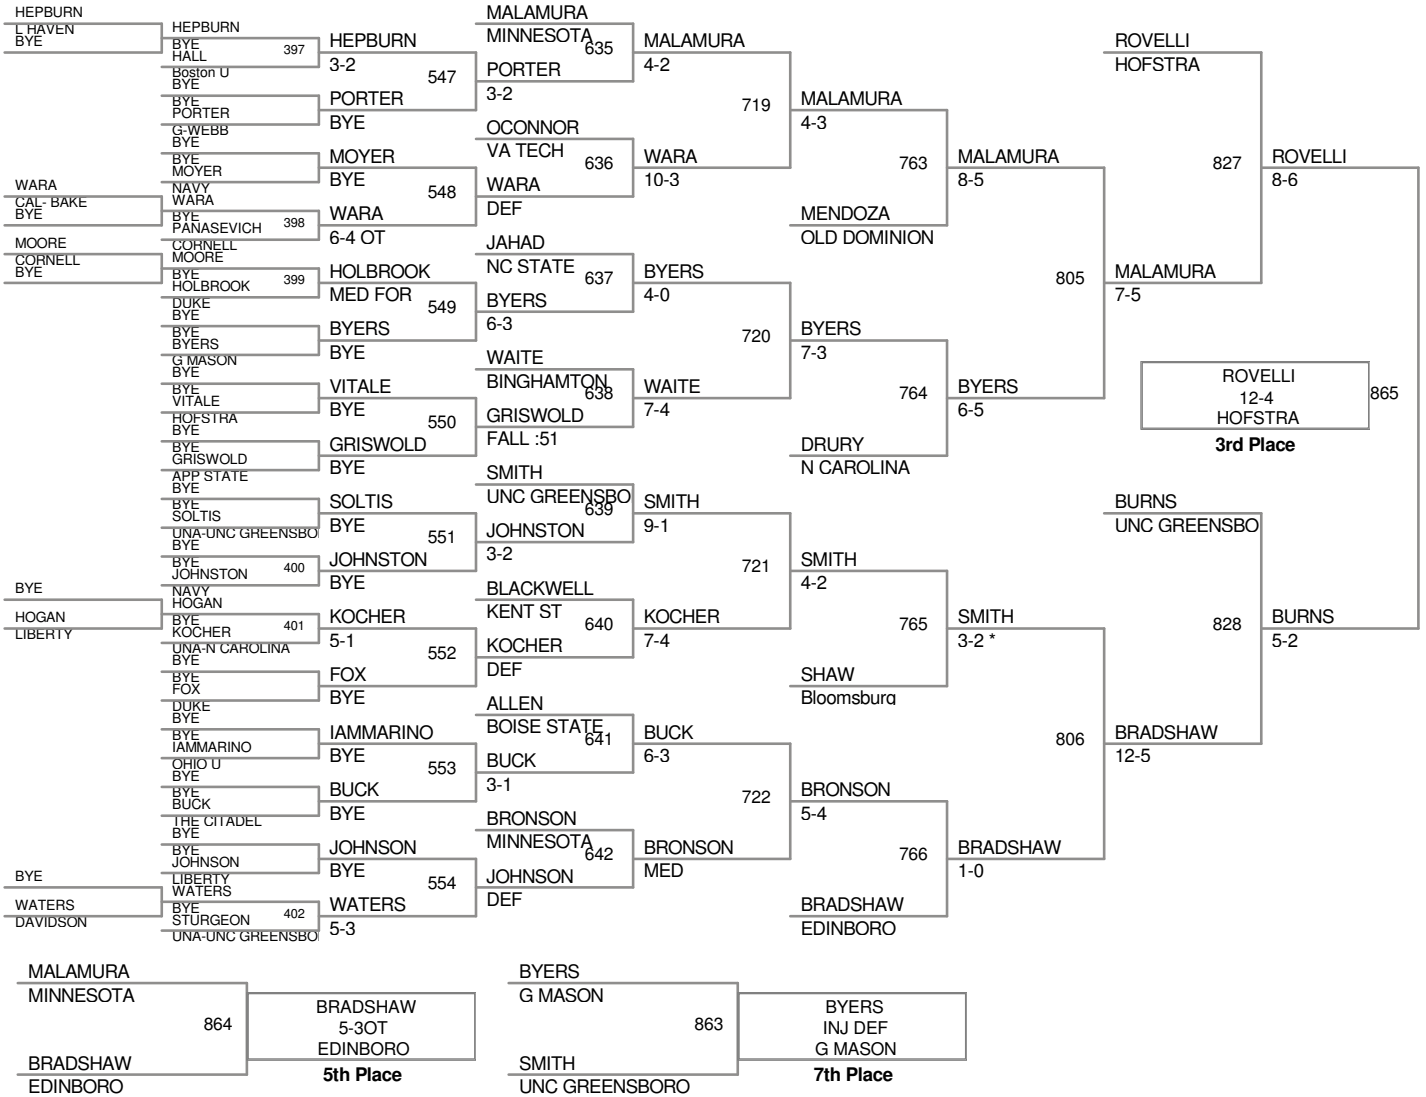 HEPBURN
L HAVEN
BYE
WARA
CAL- BAKE
BYE
MOORE
CORNELL
BYE
BYE
HOGAN
LIBERTY
BYE
WATERS
DAVIDSON
HEPBURN
BYE
397
HALL
Boston U
BYE
BYE
PORTER
G-WEBB
BYE
BYE
MOYER
NAVY
WARA
BYE
398
PANASEVICH
CORNELL
MOORE
BYE
399
HOLBROOK
DUKE
BYE
BYE
BYERS
G MASON
BYE
BYE
VITALE
HOFSTRA
BYE
BYE
GRISWOLD
APP STATE
BYE
BYE
SOLTIS
UNA-UNC GREENSBO
BYE
BYE
400
JOHNSTON
NAVY
HOGAN
BYE
401
KOCHER
UNA-N CAROLINA
BYE
BYE
FOX
DUKE
BYE
BYE
IAMMARINO
OHIO U
BYE
BYE
BUCK
THE CITADEL
BYE
BYE
JOHNSON
LIBERTY
WATERS
BYE
402
STURGEON
UNA-UNC GREENSBO
HEPBURN
3-2
547
PORTER
BYE
MOYER
BYE
548
WARA
6-4 OT
HOLBROOK
MED FOR
549
BYERS
BYE
VITALE
BYE
550
GRISWOLD
BYE
SOLTIS
BYE
551
JOHNSTON
BYE
KOCHER
5-1
552
FOX
BYE
IAMMARINO
BYE
553
BUCK
BYE
JOHNSON
BYE
554
WATERS
5-3
MALAMURA
MINNESOTA
635
PORTER
3-2
OCONNOR
VA TECH
636
WARA
DEF
JAHAD
NC STATE
637
BYERS
6-3
WAITE
BINGHAMTON
638
GRISWOLD
FALL :51
SMITH
UNC GREENSBO
639
JOHNSTON
3-2
BLACKWELL
KENT ST
640
KOCHER
DEF
ALLEN
BOISE STATE
641
BUCK
3-1
BRONSON
MINNESOTA
642
JOHNSON
DEF
MALAMURA
4-2
719
WARA
10-3
BYERS
4-0
720
WAITE
7-4
SMITH
9-1
721
KOCHER
7-4
BUCK
6-3
722
BRONSON
MED
MALAMURA
4-3
763
MENDOZA
OLD DOMINION
BYERS
7-3
764
DRURY
N CAROLINA
SMITH
4-2
765
SHAW
Bloomsburg
BRONSON
5-4
766
BRADSHAW
EDINBORO
MALAMURA
8-5
805
BYERS
6-5
SMITH
3-2 *
806
BRADSHAW
1-0
ROVELLI
HOFSTRA
827
MALAMURA
7-5
BURNS
UNC GREENSBO
828
BRADSHAW
12-5
ROVELLI
8-6
865
BURNS
5-2
ROVELLI
12-4
HOFSTRA
3rd Place
MALAMURA
MINNESOTA
864
BRADSHAW
EDINBORO
BRADSHAW
5-3OT
EDINBORO
5th Place
BYERS
G MASON
863
SMITH
UNC GREENSBORO
BYERS
INJ DEF
G MASON
7th Place